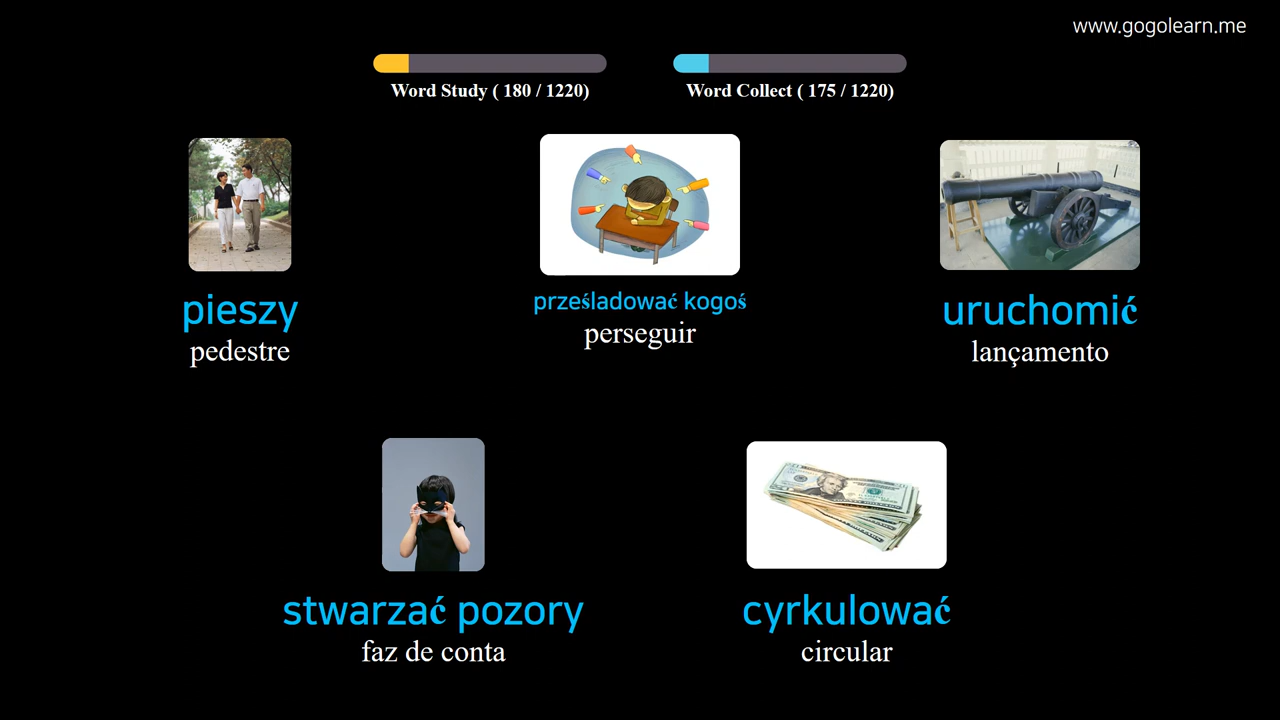 www.gogolearn.me
Word Study ( 180 / 1220)
Word Collect ( 175 / 1220)
pieszy
pedestre
prześladować kogoś
perseguir
uruchomić
lançamento
stwarzać pozory
faz de conta
cyrkulować
circular